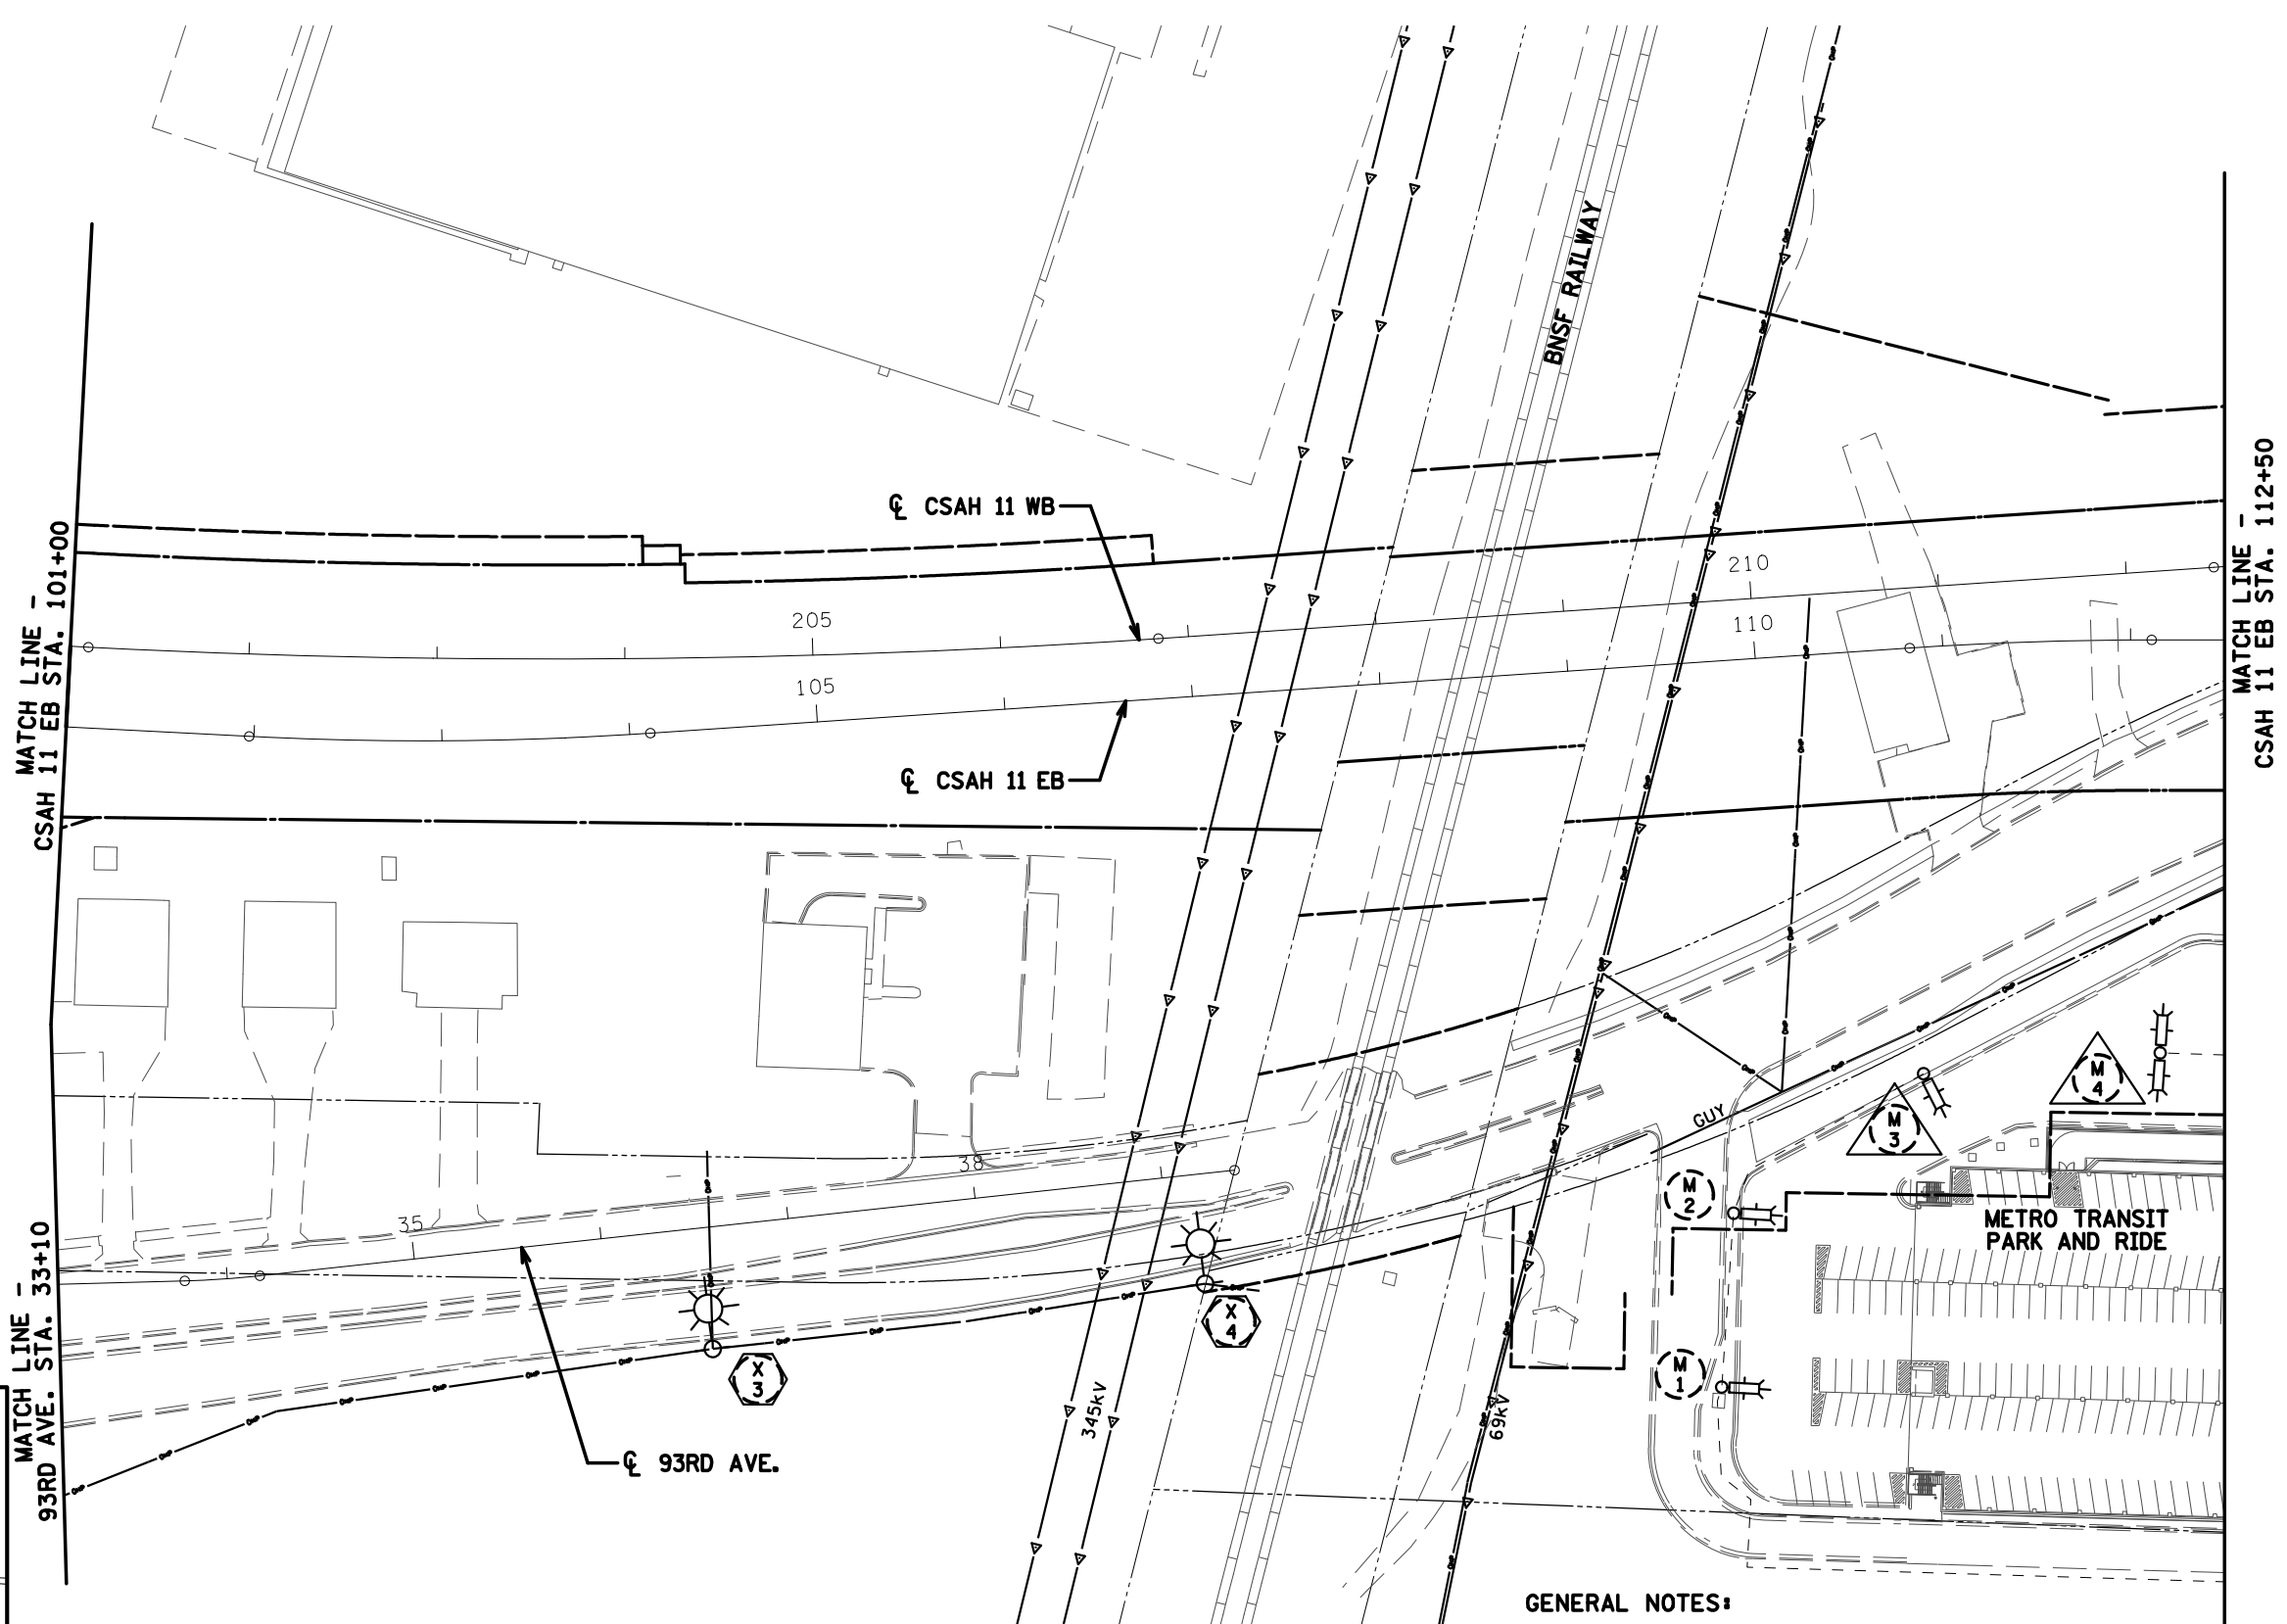 BNSF RAILWAY
℄ CSAH 11 WB
210
110
205
105
℄ CSAH 11 EB
MATCH LINE -
CSAH 11 EB STA. 101+00
MATCH LINE -
CSAH 11 EB STA. 112+50
M
4
M
3
GUY
M
2
METRO TRANSIT
PARK AND RIDE
38
35
X
4
X
3
M
1
345kV
69kV
℄ 93RD AVE.
MATCH LINE -
93RD AVE. STA. 33+10
GENERAL NOTES: